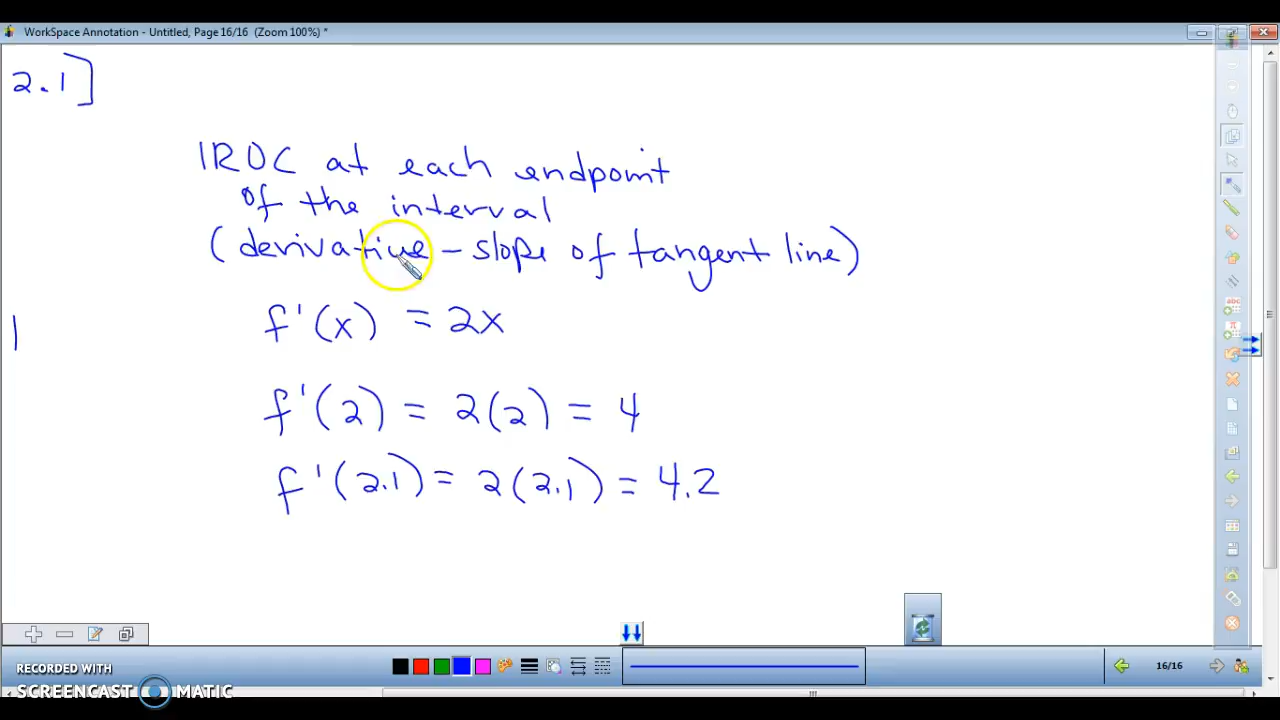 WorkSpace Annotation - Untitled, Page 16/16 (Zoom 100%) *
2.1]
IROC at each endpoint
of the interval
(derivative - slope of tangent line)
f'(x) = 2x
f'(2) = 2(2) = 4
f'(2.1) = 2(2.1) = 4.2
RECORDED WITH
SCREENCAST MATIC
16/16